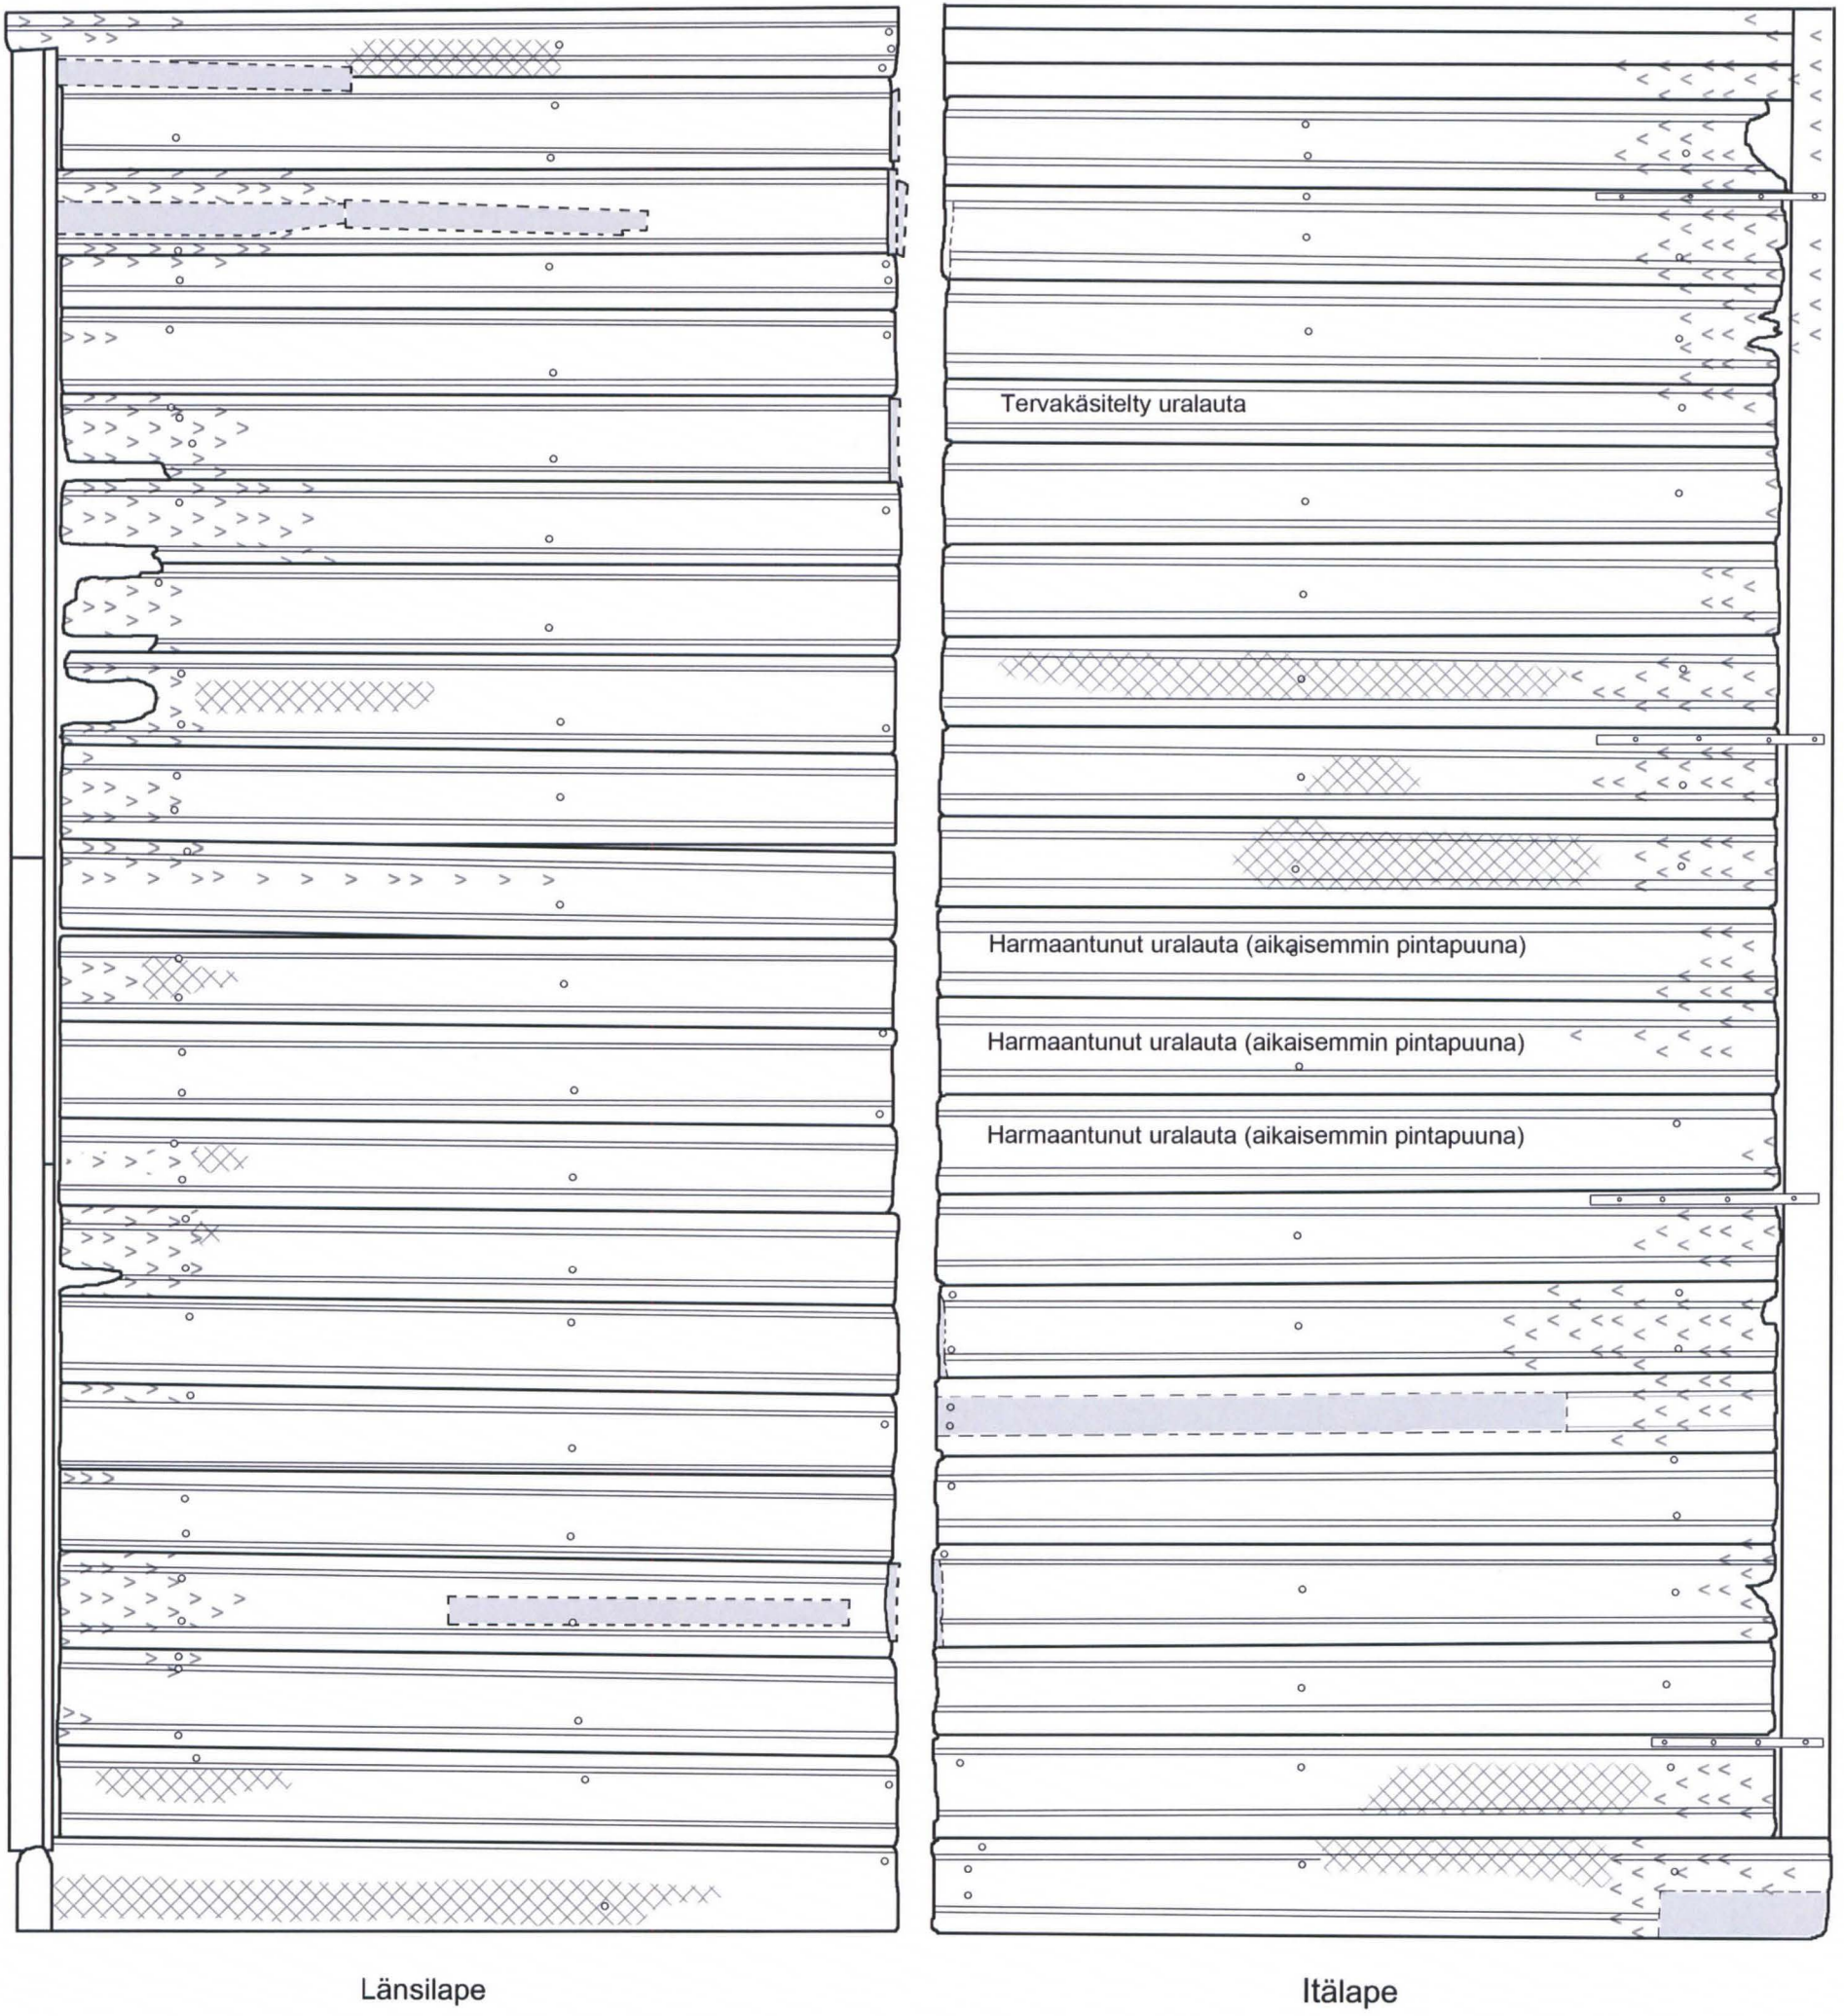 Tervakäsitelty uralauta
Harmaantunut uralauta (aikaisemmin pintapuuna)
Harmaantunut uralauta (aikaisemmin pintapuuna)
Harmaantunut uralauta (aikaisemmin pintapuuna)
Länsilape
Itälape